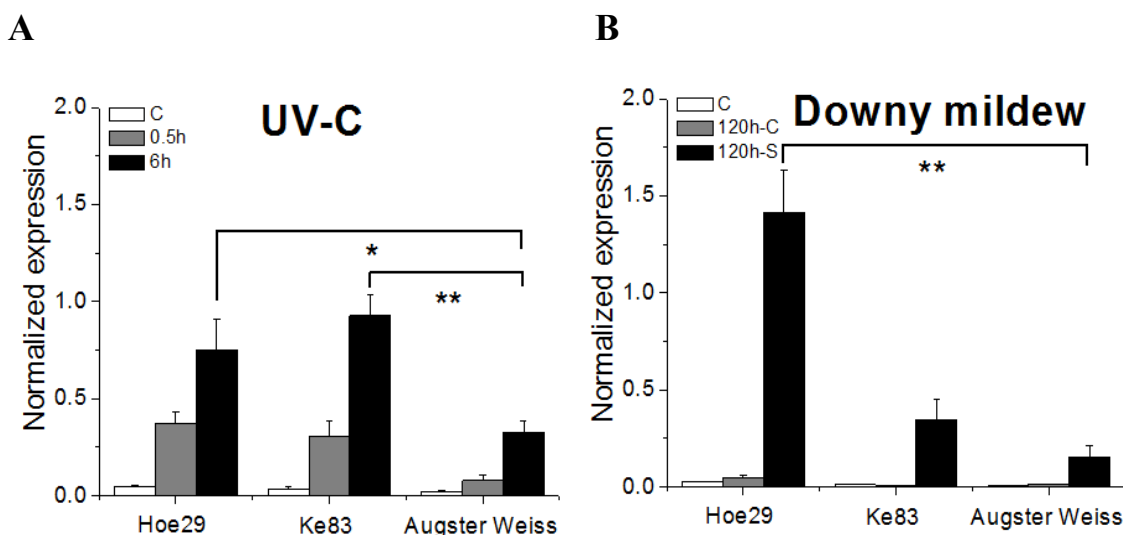 A
B
UV-C
C
0.5h
6h
Normalized expression
2.0
1.5
1.0
0.5
0.0
*
**
Hoe29 Ke83 Augster Weiss
Downy mildew
C
120h-C
120h-S
Normalized expression
2.0
1.5
1.0
0.5
0.0
**
Hoe29 Ke83 Augster Weiss